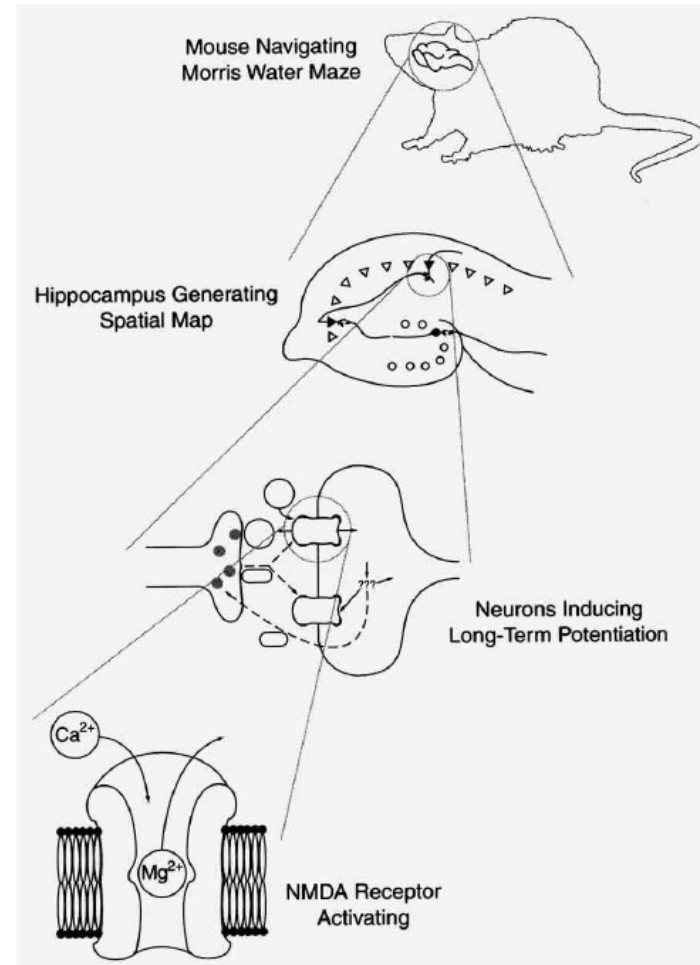 Mouse Navigating
Morris Water Maze
Hippocampus Generating
Spatial Map
???
Neurons Inducing
Long-Term Potentiation
Ca²⁺
Mg²⁺
NMDA Receptor
Activating